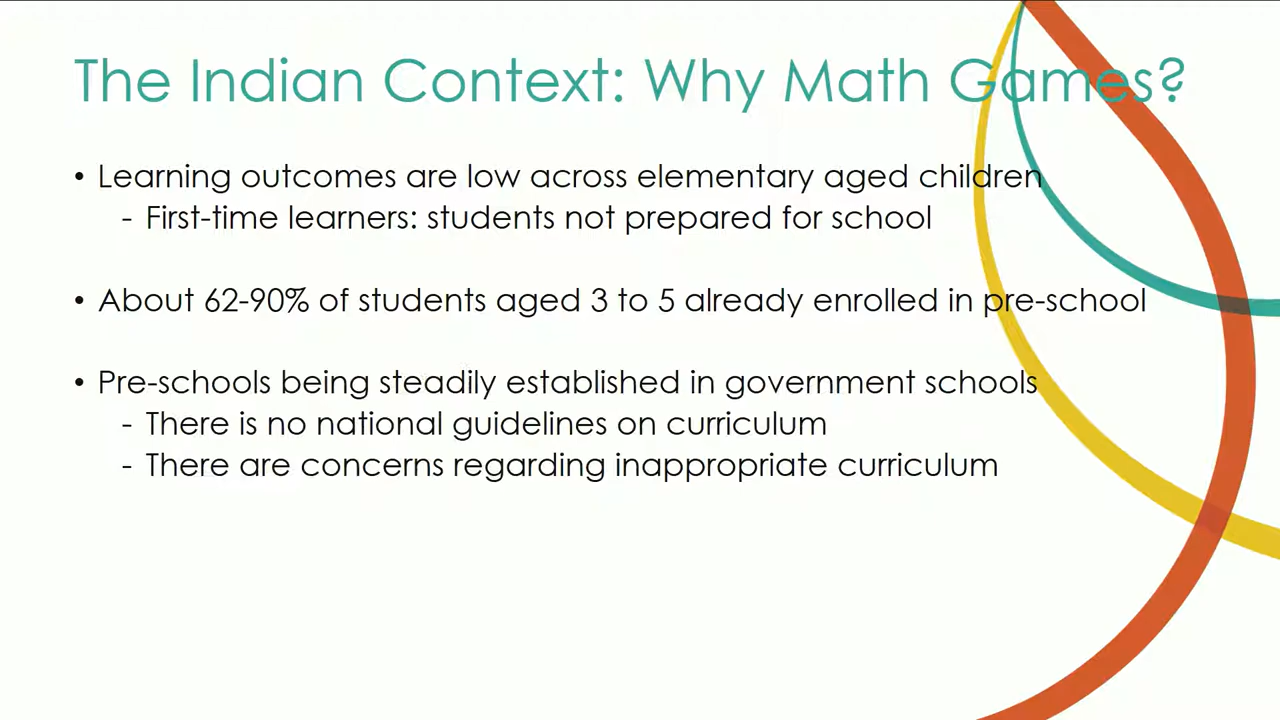 The Indian Context: Why Math Games?
• Learning outcomes are low across elementary aged children
- First-time learners: students not prepared for school
• About 62-90% of students aged 3 to 5 already enrolled in pre-school
• Pre-schools being steadily established in government schools
- There is no national guidelines on curriculum
- There are concerns regarding inappropriate curriculum